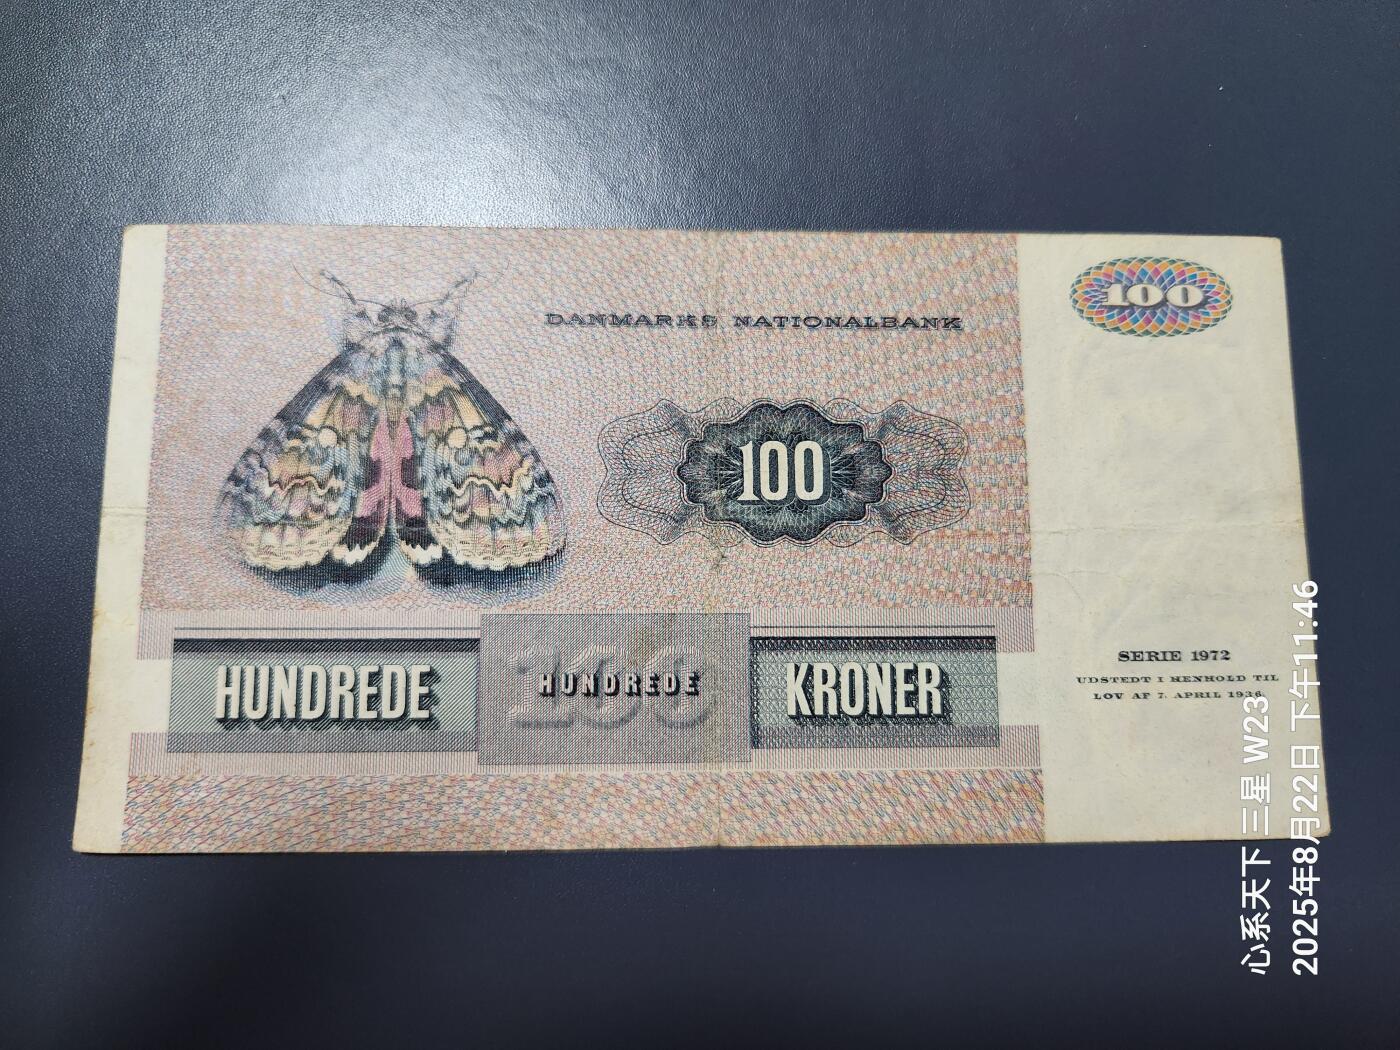 DANMARKS NATIONALBANK
100
100
HUNDREDE
HUNDREDE
100
KRONER
SERIE 1972
UDSTEDT I HENHOLD TIL
LOV AF 7. APRIL 1936
心系天下 三星 W23
2025年8月22日 下午11:46